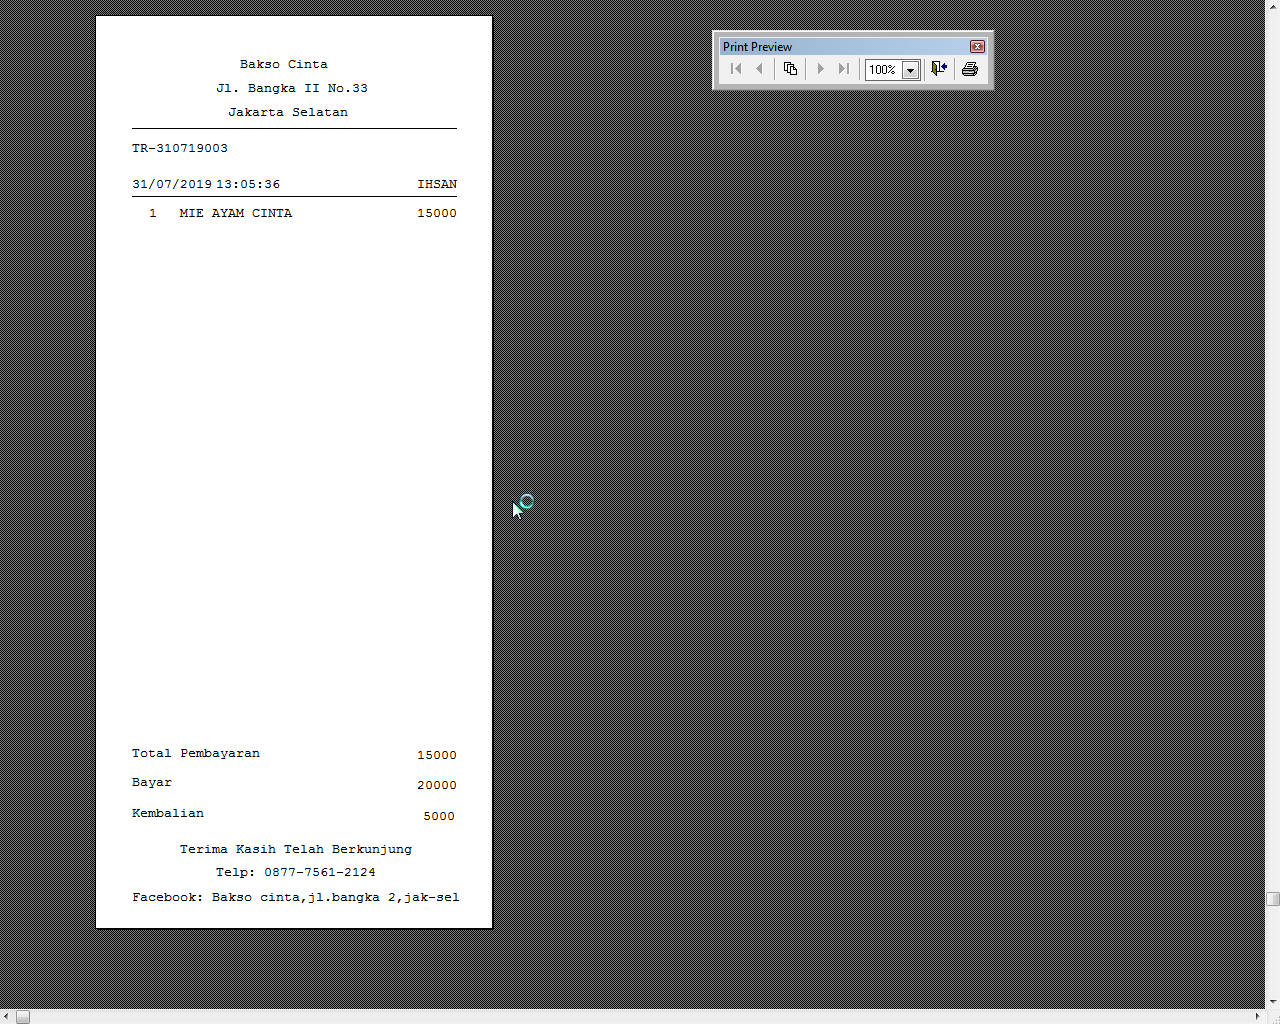 Bakso Cinta
Jl. Bangka II No.33
Jakarta Selatan
TR-310719003
31/07/2019 13:05:36 IHSAN
1 MIE AYAM CINTA 15000
Total Pembayaran 15000
Bayar 20000
Kembalian 5000
Terima Kasih Telah Berkunjung
Telp: 0877-7561-2124
Facebook: Bakso cinta,jl.bangka 2,jak-sel
Print Preview
100%